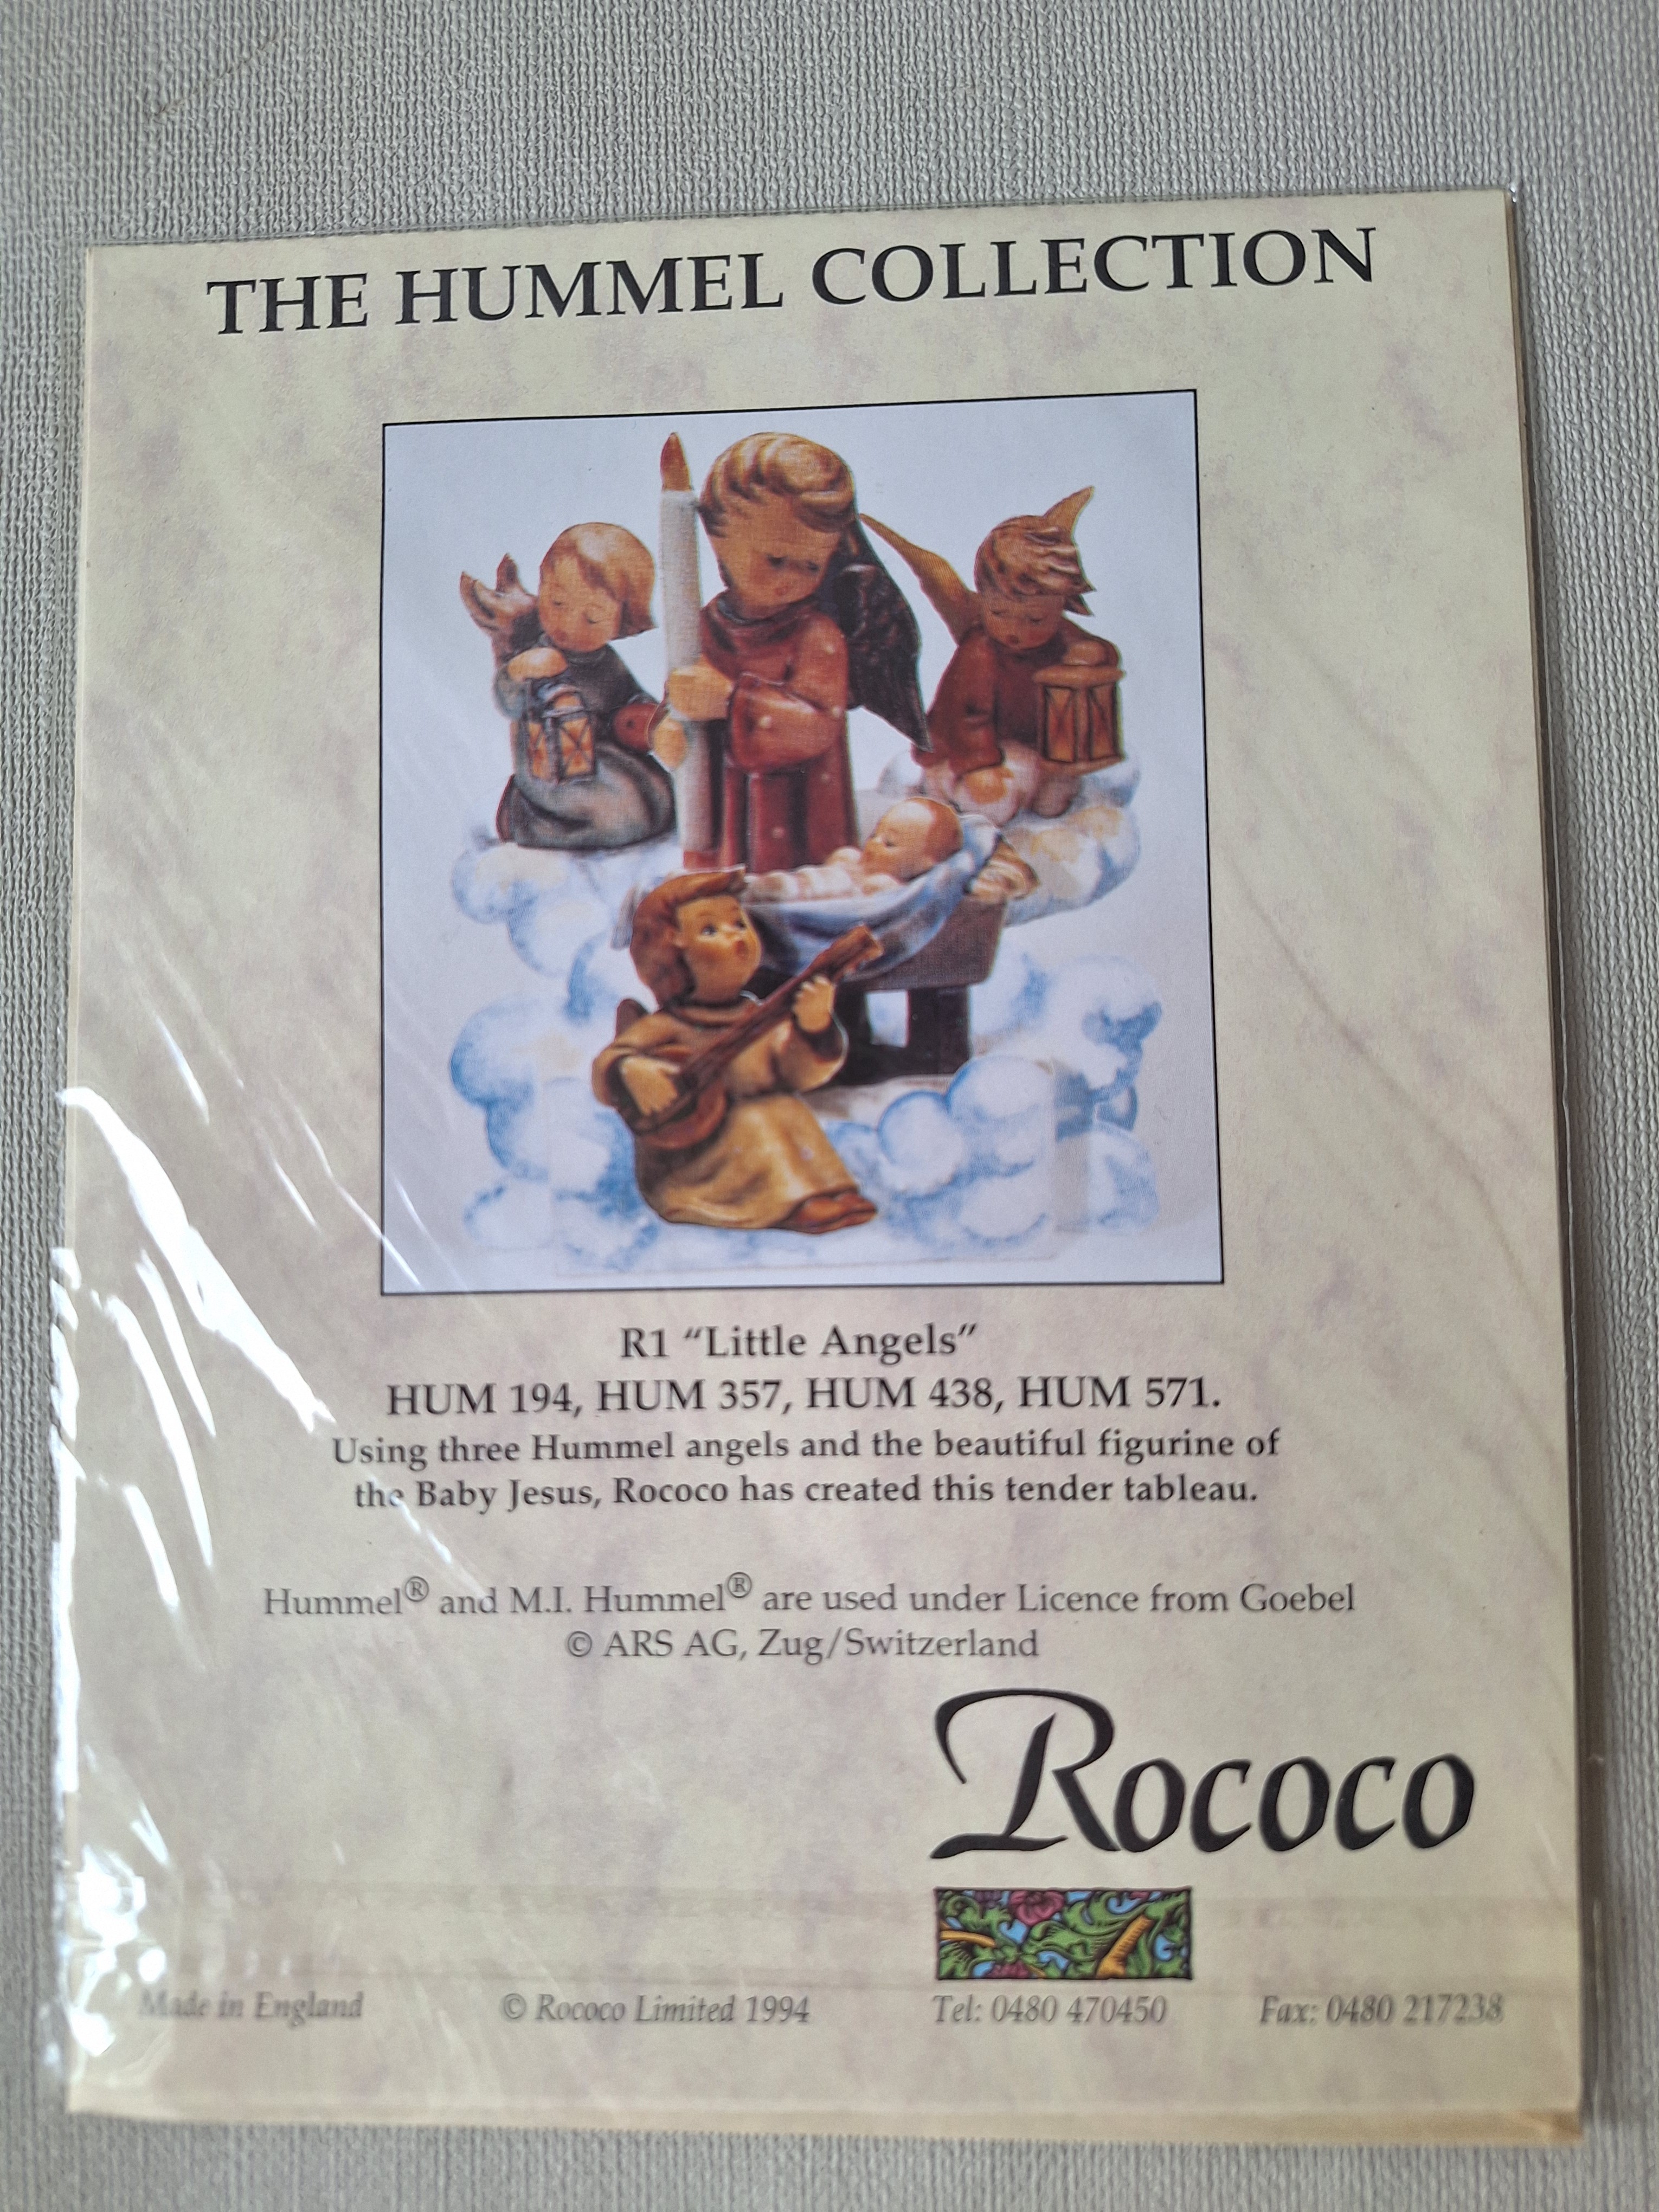 THE HUMMEL COLLECTION
R1 “Little Angels”
HUM 194, HUM 357, HUM 438, HUM 571.
Using three Hummel angels and the beautiful figurine of
the Baby Jesus, Rococo has created this tender tableau.
Hummel® and M.I. Hummel® are used under Licence from Goebel
© ARS AG, Zug/Switzerland
Rococo
Made in England © Rococo Limited 1994 Tel: 0480 470450 Fax: 0480 217238